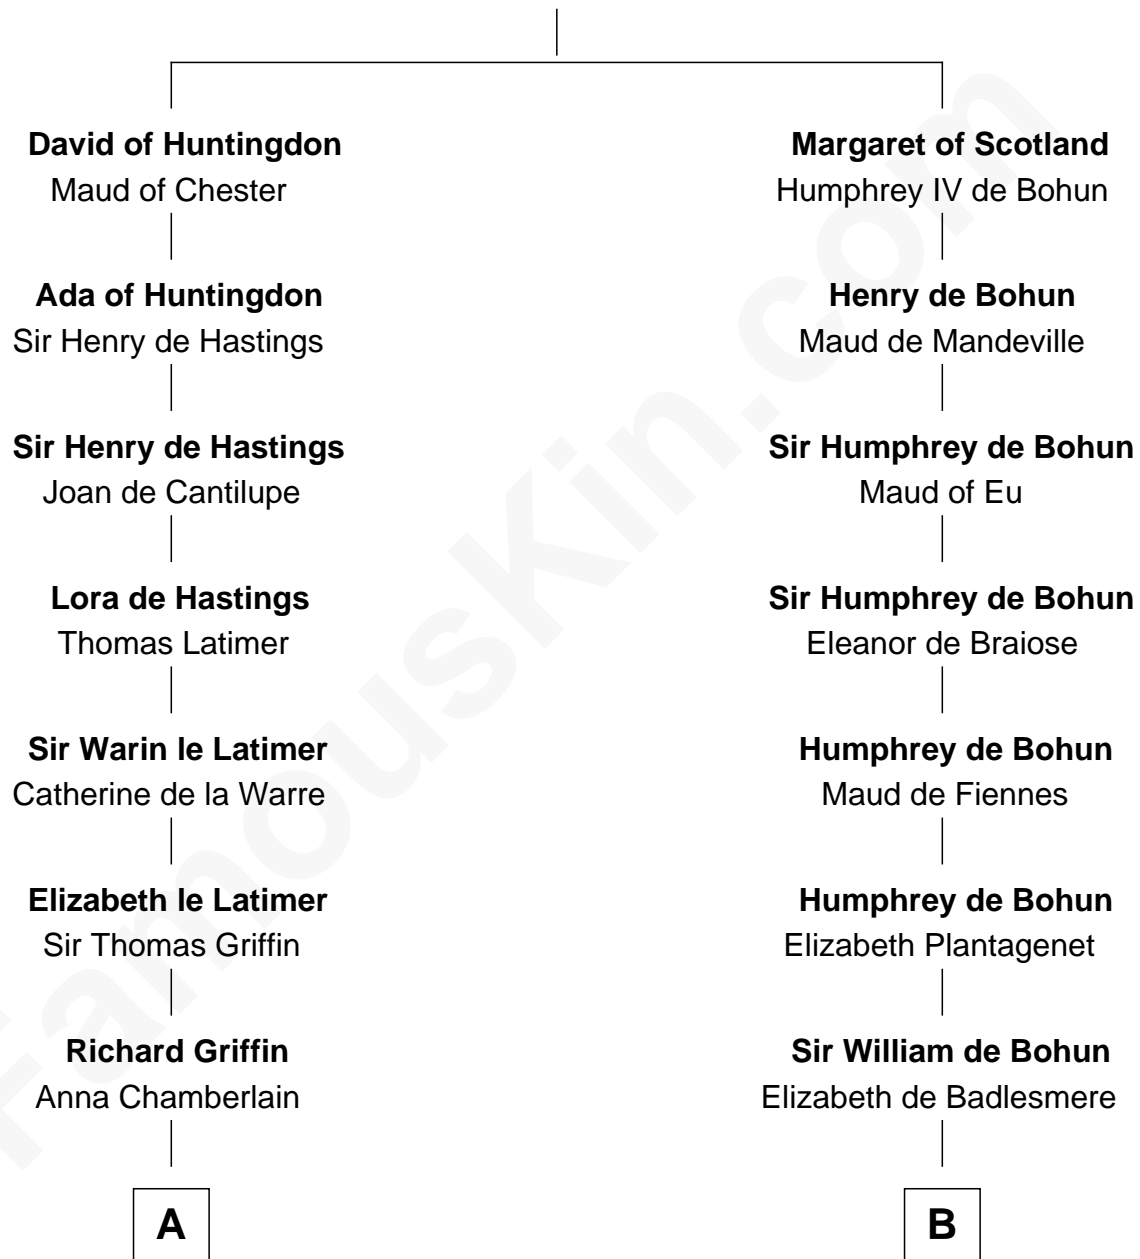 David of Huntingdon
Maud of Chester
Ada of Huntingdon
Sir Henry de Hastings
Sir Henry de Hastings
Joan de Cantilupe
Lora de Hastings
Thomas Latimer
Sir Warin le Latimer
Catherine de la Warre
Elizabeth le Latimer
Sir Thomas Griffin
Richard Griffin
Anna Chamberlain
A
Margaret of Scotland
Humphrey IV de Bohun
Henry de Bohun
Maud de Mandeville
Sir Humphrey de Bohun
Maud of Eu
Sir Humphrey de Bohun
Eleanor de Braiose
Humphrey de Bohun
Maud de Fiennes
Humphrey de Bohun
Elizabeth Plantagenet
Sir William de Bohun
Elizabeth de Badlesmere
B
FamousKin.com